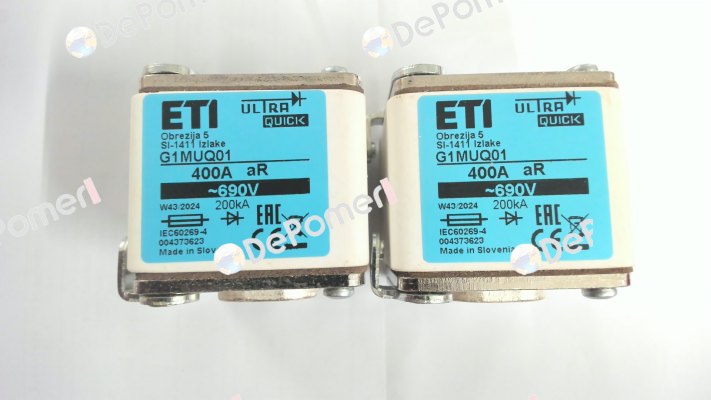 DePomerl
DePomerl
ETI
ULTRA
QUICK
Obrezija 5
SI-1411 Izlake
G1MUQ01
400A aR
~690V
W43/2024 200kA
EAC
IEC60269-4
004373623
CE
Made in Slovenia
ETI
ULTRA
QUICK
Obrezija 5
SI-1411 Izlake
G1MUQ01
400A aR
~690V
W43/2024 200kA
EAC
IEC60269-4
004373623
CE
Made in Slovenia
DePomerl
DePomerl
DePo